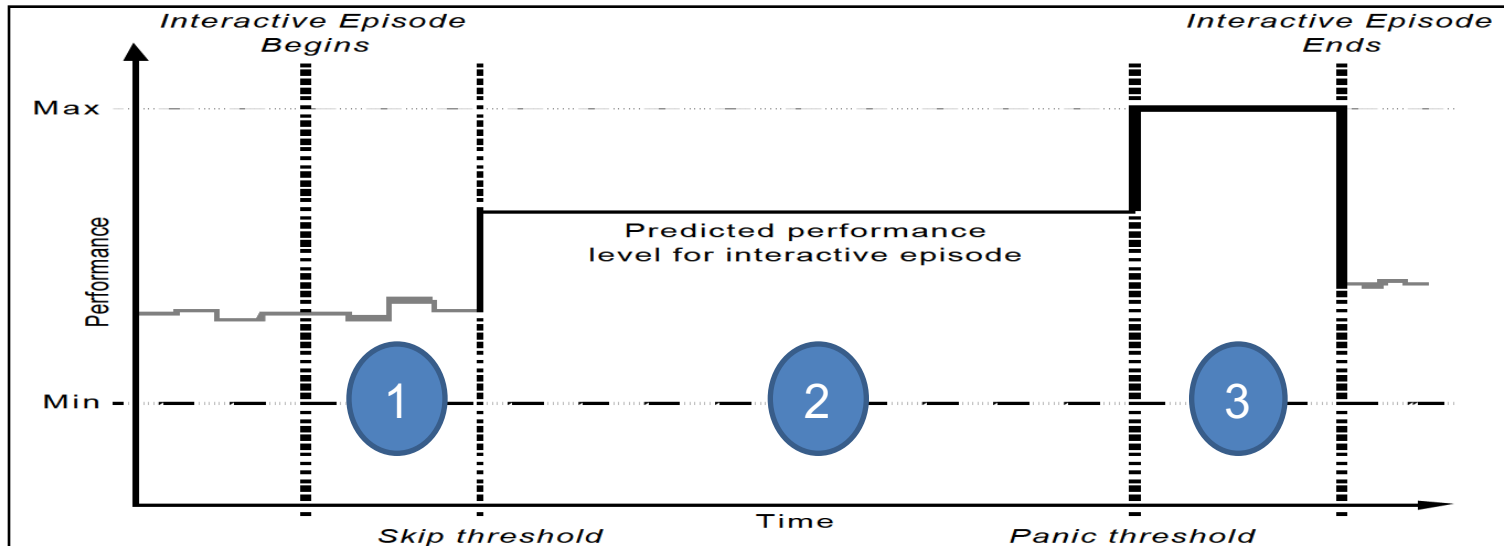 Interactive Episode
Begins
Interactive Episode
Ends
Max
Performance
Predicted performance
level for interactive episode
Min
1
2
3
Time
Skip threshold
Panic threshold